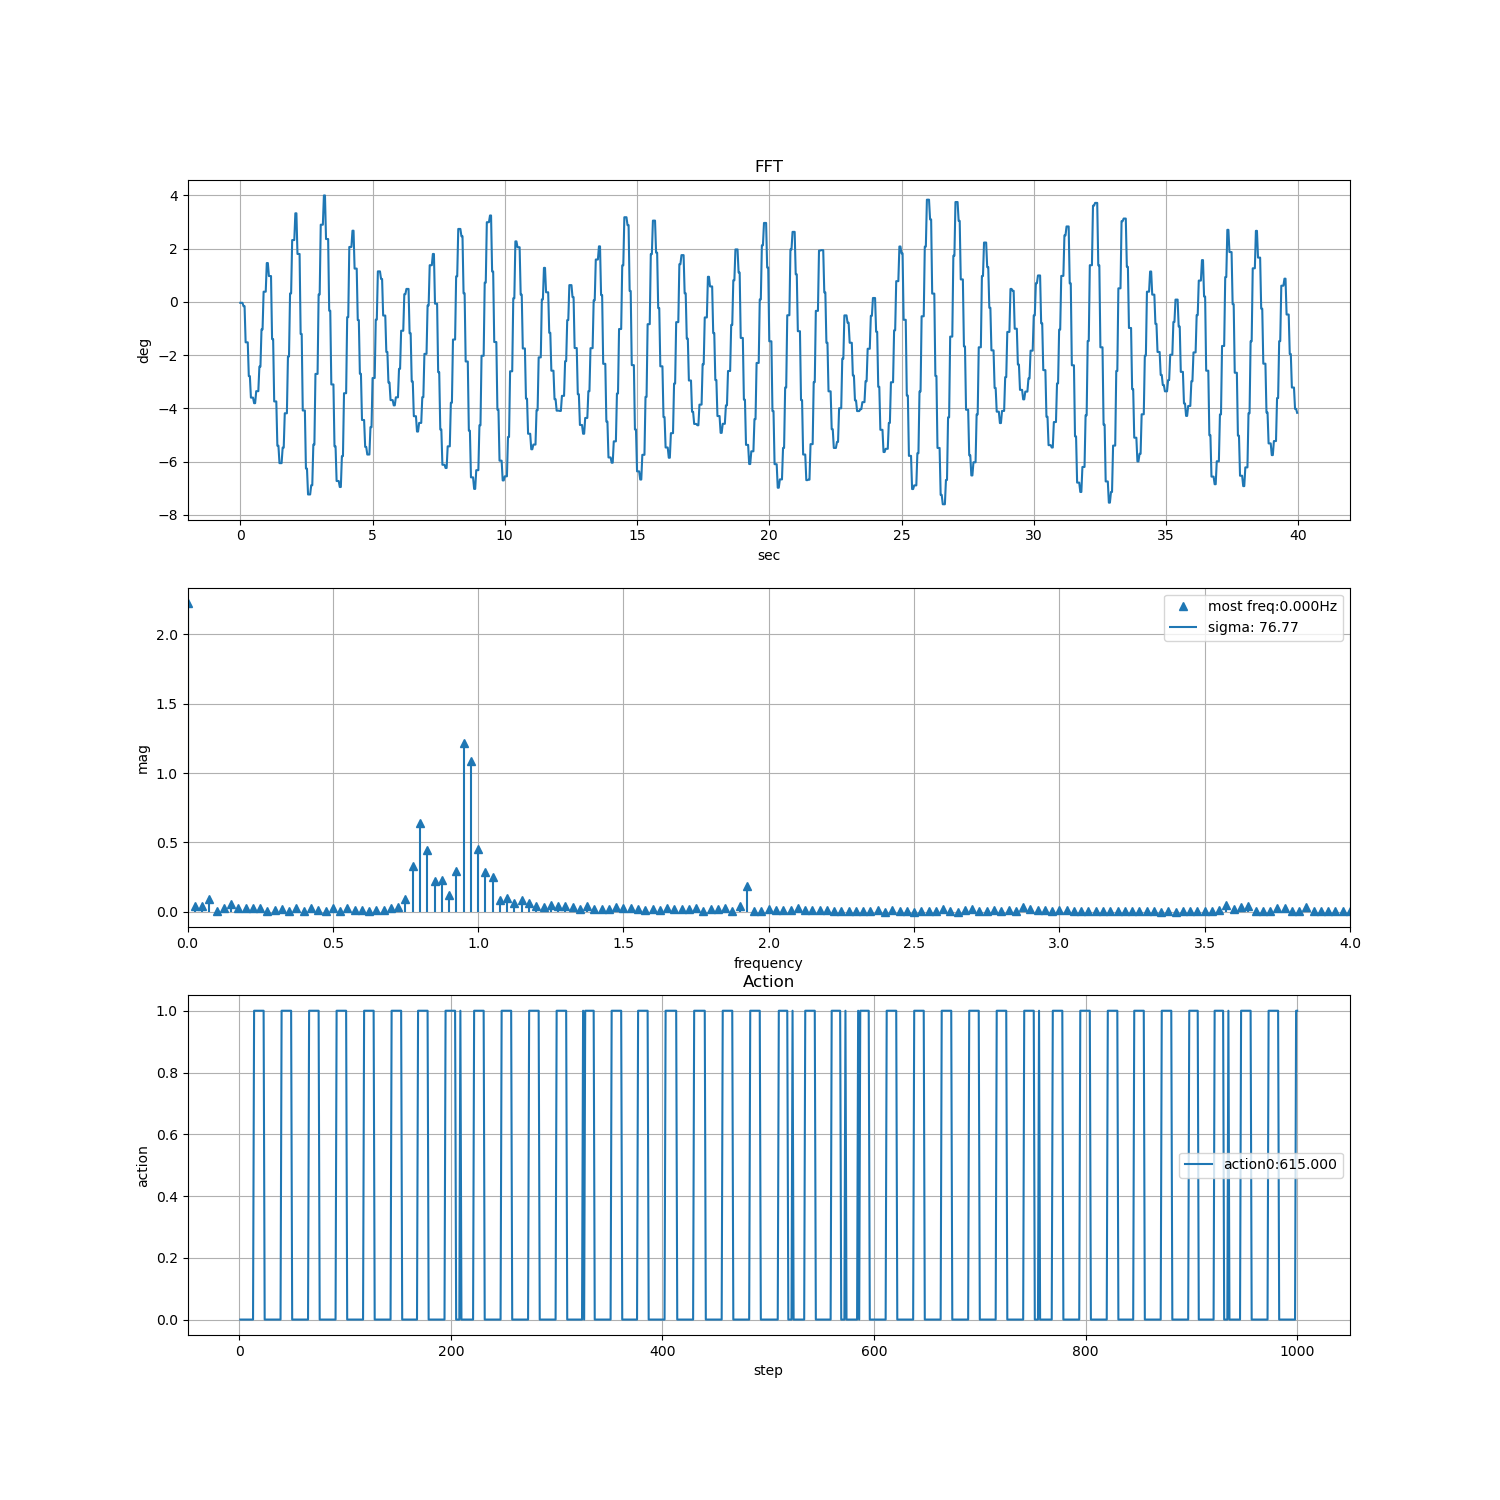 FFT
4
2
0
−2
−4
−6
−8
deg
0 5 10 15 20 25 30 35 40
sec
2.0
1.5
1.0
0.5
0.0
mag
most freq:0.000Hz
sigma: 76.77
0.0 0.5 1.0 1.5 2.0 2.5 3.0 3.5 4.0
frequency
Action
1.0
0.8
0.6
0.4
0.2
0.0
action
action0:615.000
0 200 400 600 800 1000
step